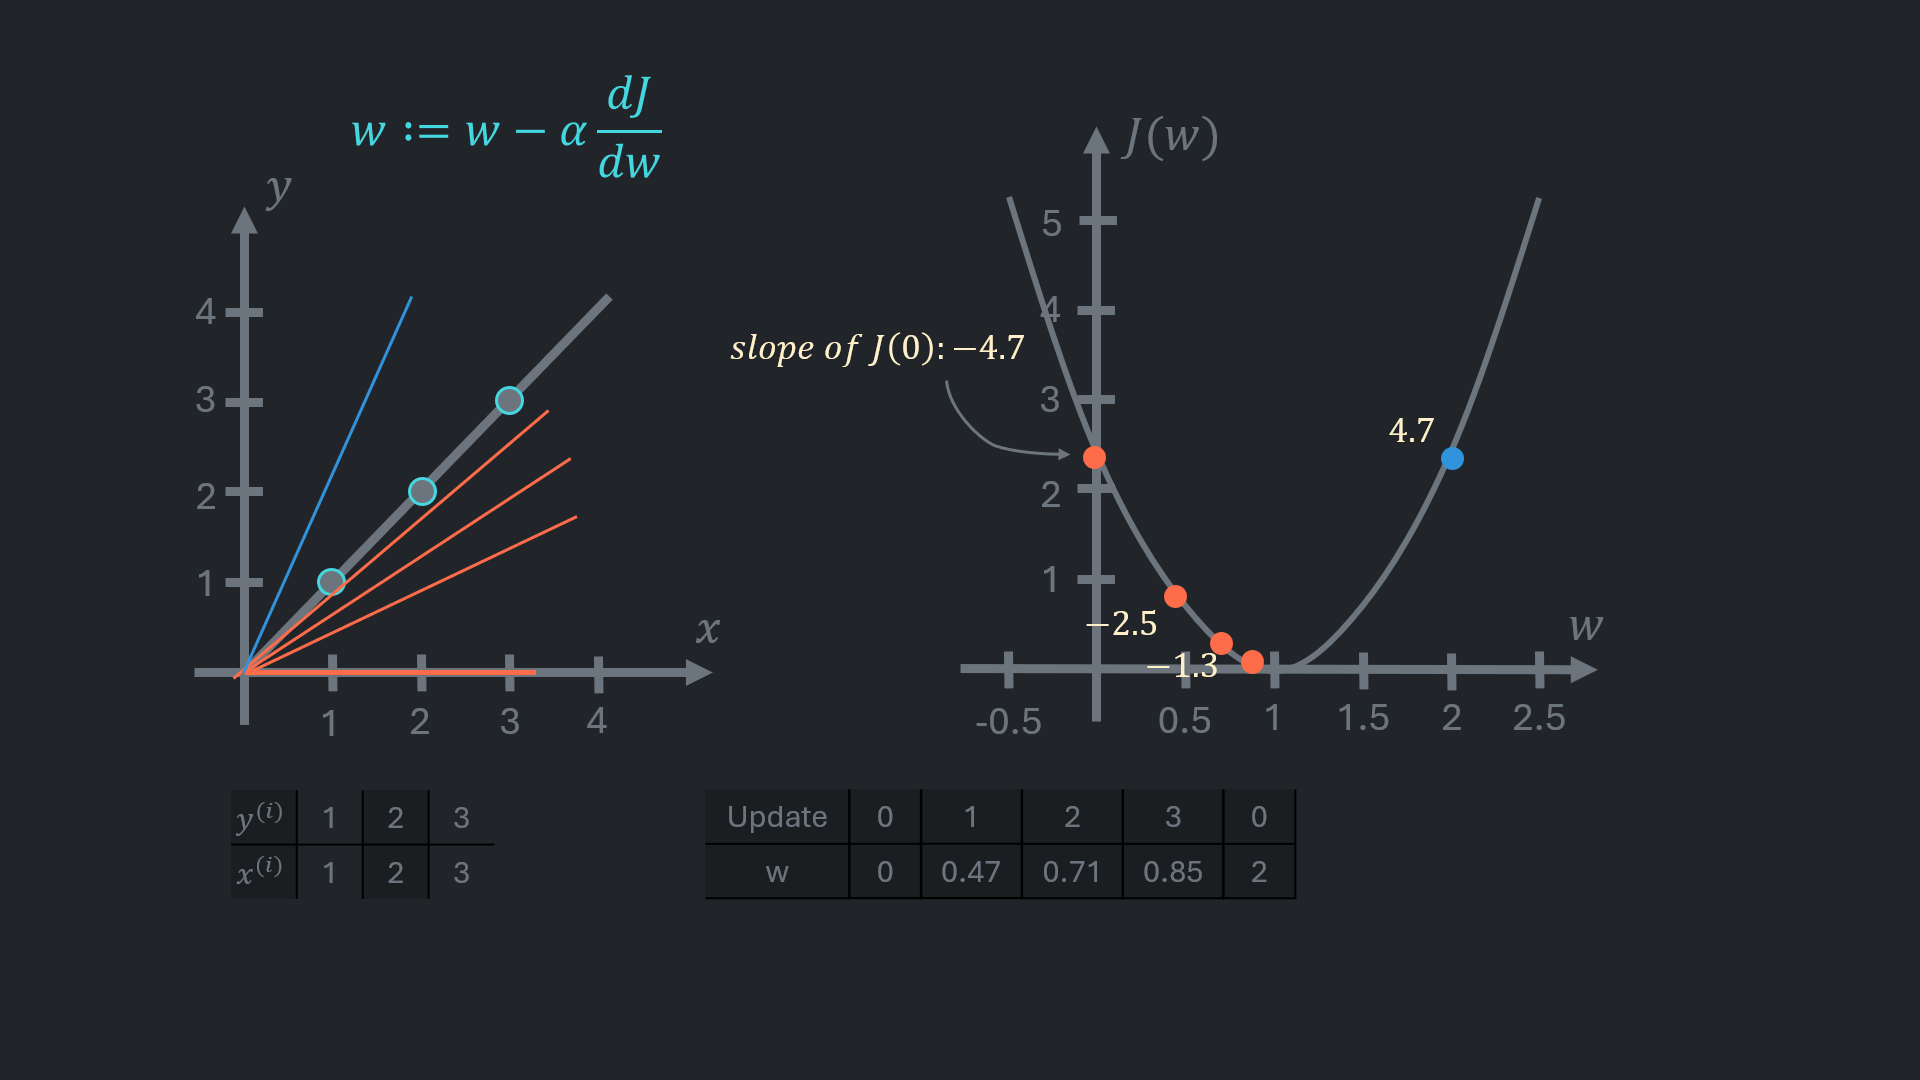 w := w − α dJ/dw
y
4
3
2
1
x
1 2 3 4
J(w)
5
4
slope of J(0): −4.7
3
4.7
2
1
−2.5
w
−1.3
-0.5 0.5 1 1.5 2 2.5
y⁽ⁱ⁾ 1 2 3
x⁽ⁱ⁾ 1 2 3
Update 0 1 2 3 0
w 0 0.47 0.71 0.85 2